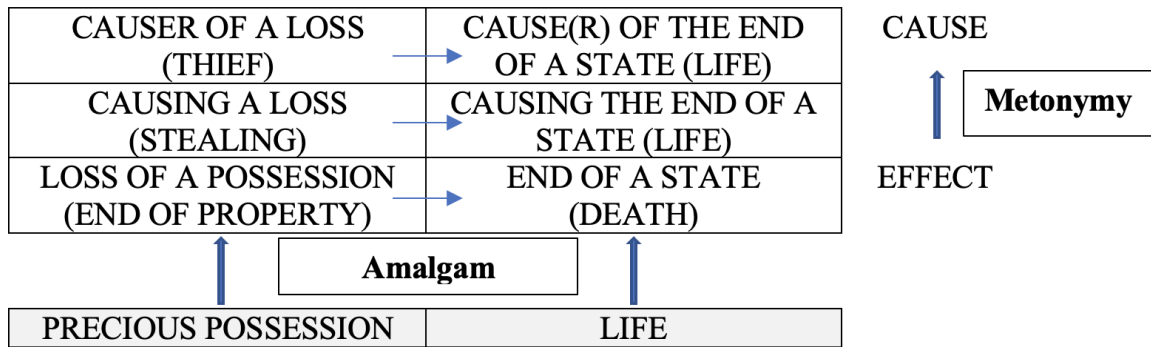 CAUSER OF A LOSS
(THIEF)
CAUSE(R) OF THE END
OF A STATE (LIFE)
CAUSE
CAUSING A LOSS
(STEALING)
CAUSING THE END OF A
STATE (LIFE)
Metonymy
LOSS OF A POSSESSION
(END OF PROPERTY)
END OF A STATE
(DEATH)
EFFECT
Amalgam
PRECIOUS POSSESSION
LIFE